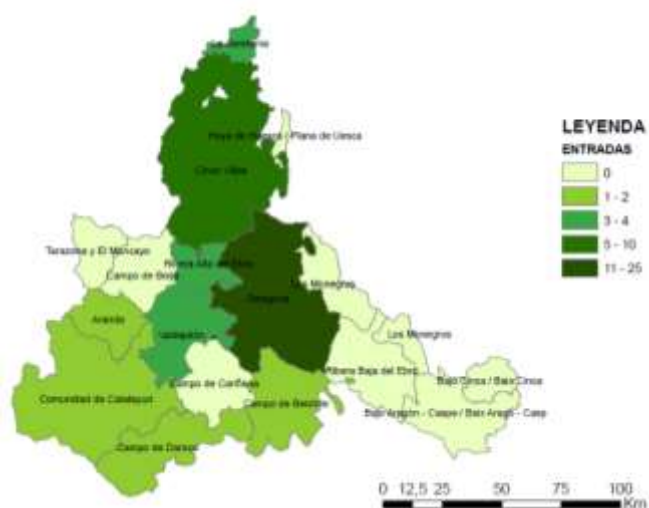 La Jacetania
Hoya de Huesca / Plana de Uesca
Cinco Villas
Tarazona y El Moncayo
Campo de Borja
Ribera Alta del Ebro
Los Monegros
Zaragoza
Aranda
Valdejalón
Los Monegros
Ribera Baja del Ebro
Campo de Cariñena
Bajo Cinca / Baix Cinca
Comunidad de Calatayud
Campo de Belchite
Bajo Aragón - Caspe / Baix Aragó - Casp
Campo de Daroca
LEYENDA
ENTRADAS
0
1 - 2
3 - 4
5 - 10
11 - 25
0 12,5 25 50 75 100
Km